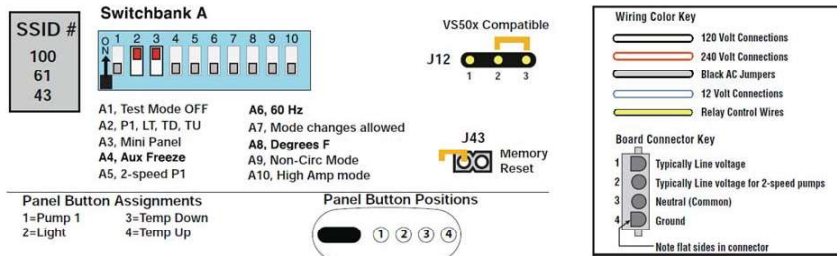 SSID #
100
61
43
Switchbank A
ON
1 2 3 4 5 6 7 8 9 10
A1, Test Mode OFF
A2, P1, LT, TD, TU
A3, Mini Panel
A4, Aux Freeze
A5, 2-speed P1
A6, 60 Hz
A7, Mode changes allowed
A8, Degrees F
A9, Non-Circ Mode
A10, High Amp mode
VS50x Compatible
J12
1 2 3
J43
Memory
Reset
Panel Button Assignments
1=Pump 1 3=Temp Down
2=Light 4=Temp Up
Panel Button Positions
1 2 3 4
Wiring Color Key
120 Volt Connections
240 Volt Connections
Black AC Jumpers
12 Volt Connections
Relay Control Wires
Board Connector Key
1 Typically Line voltage
2 Typically Line voltage for 2-speed pumps
3 Neutral (Common)
4 Ground
Note flat sides in connector